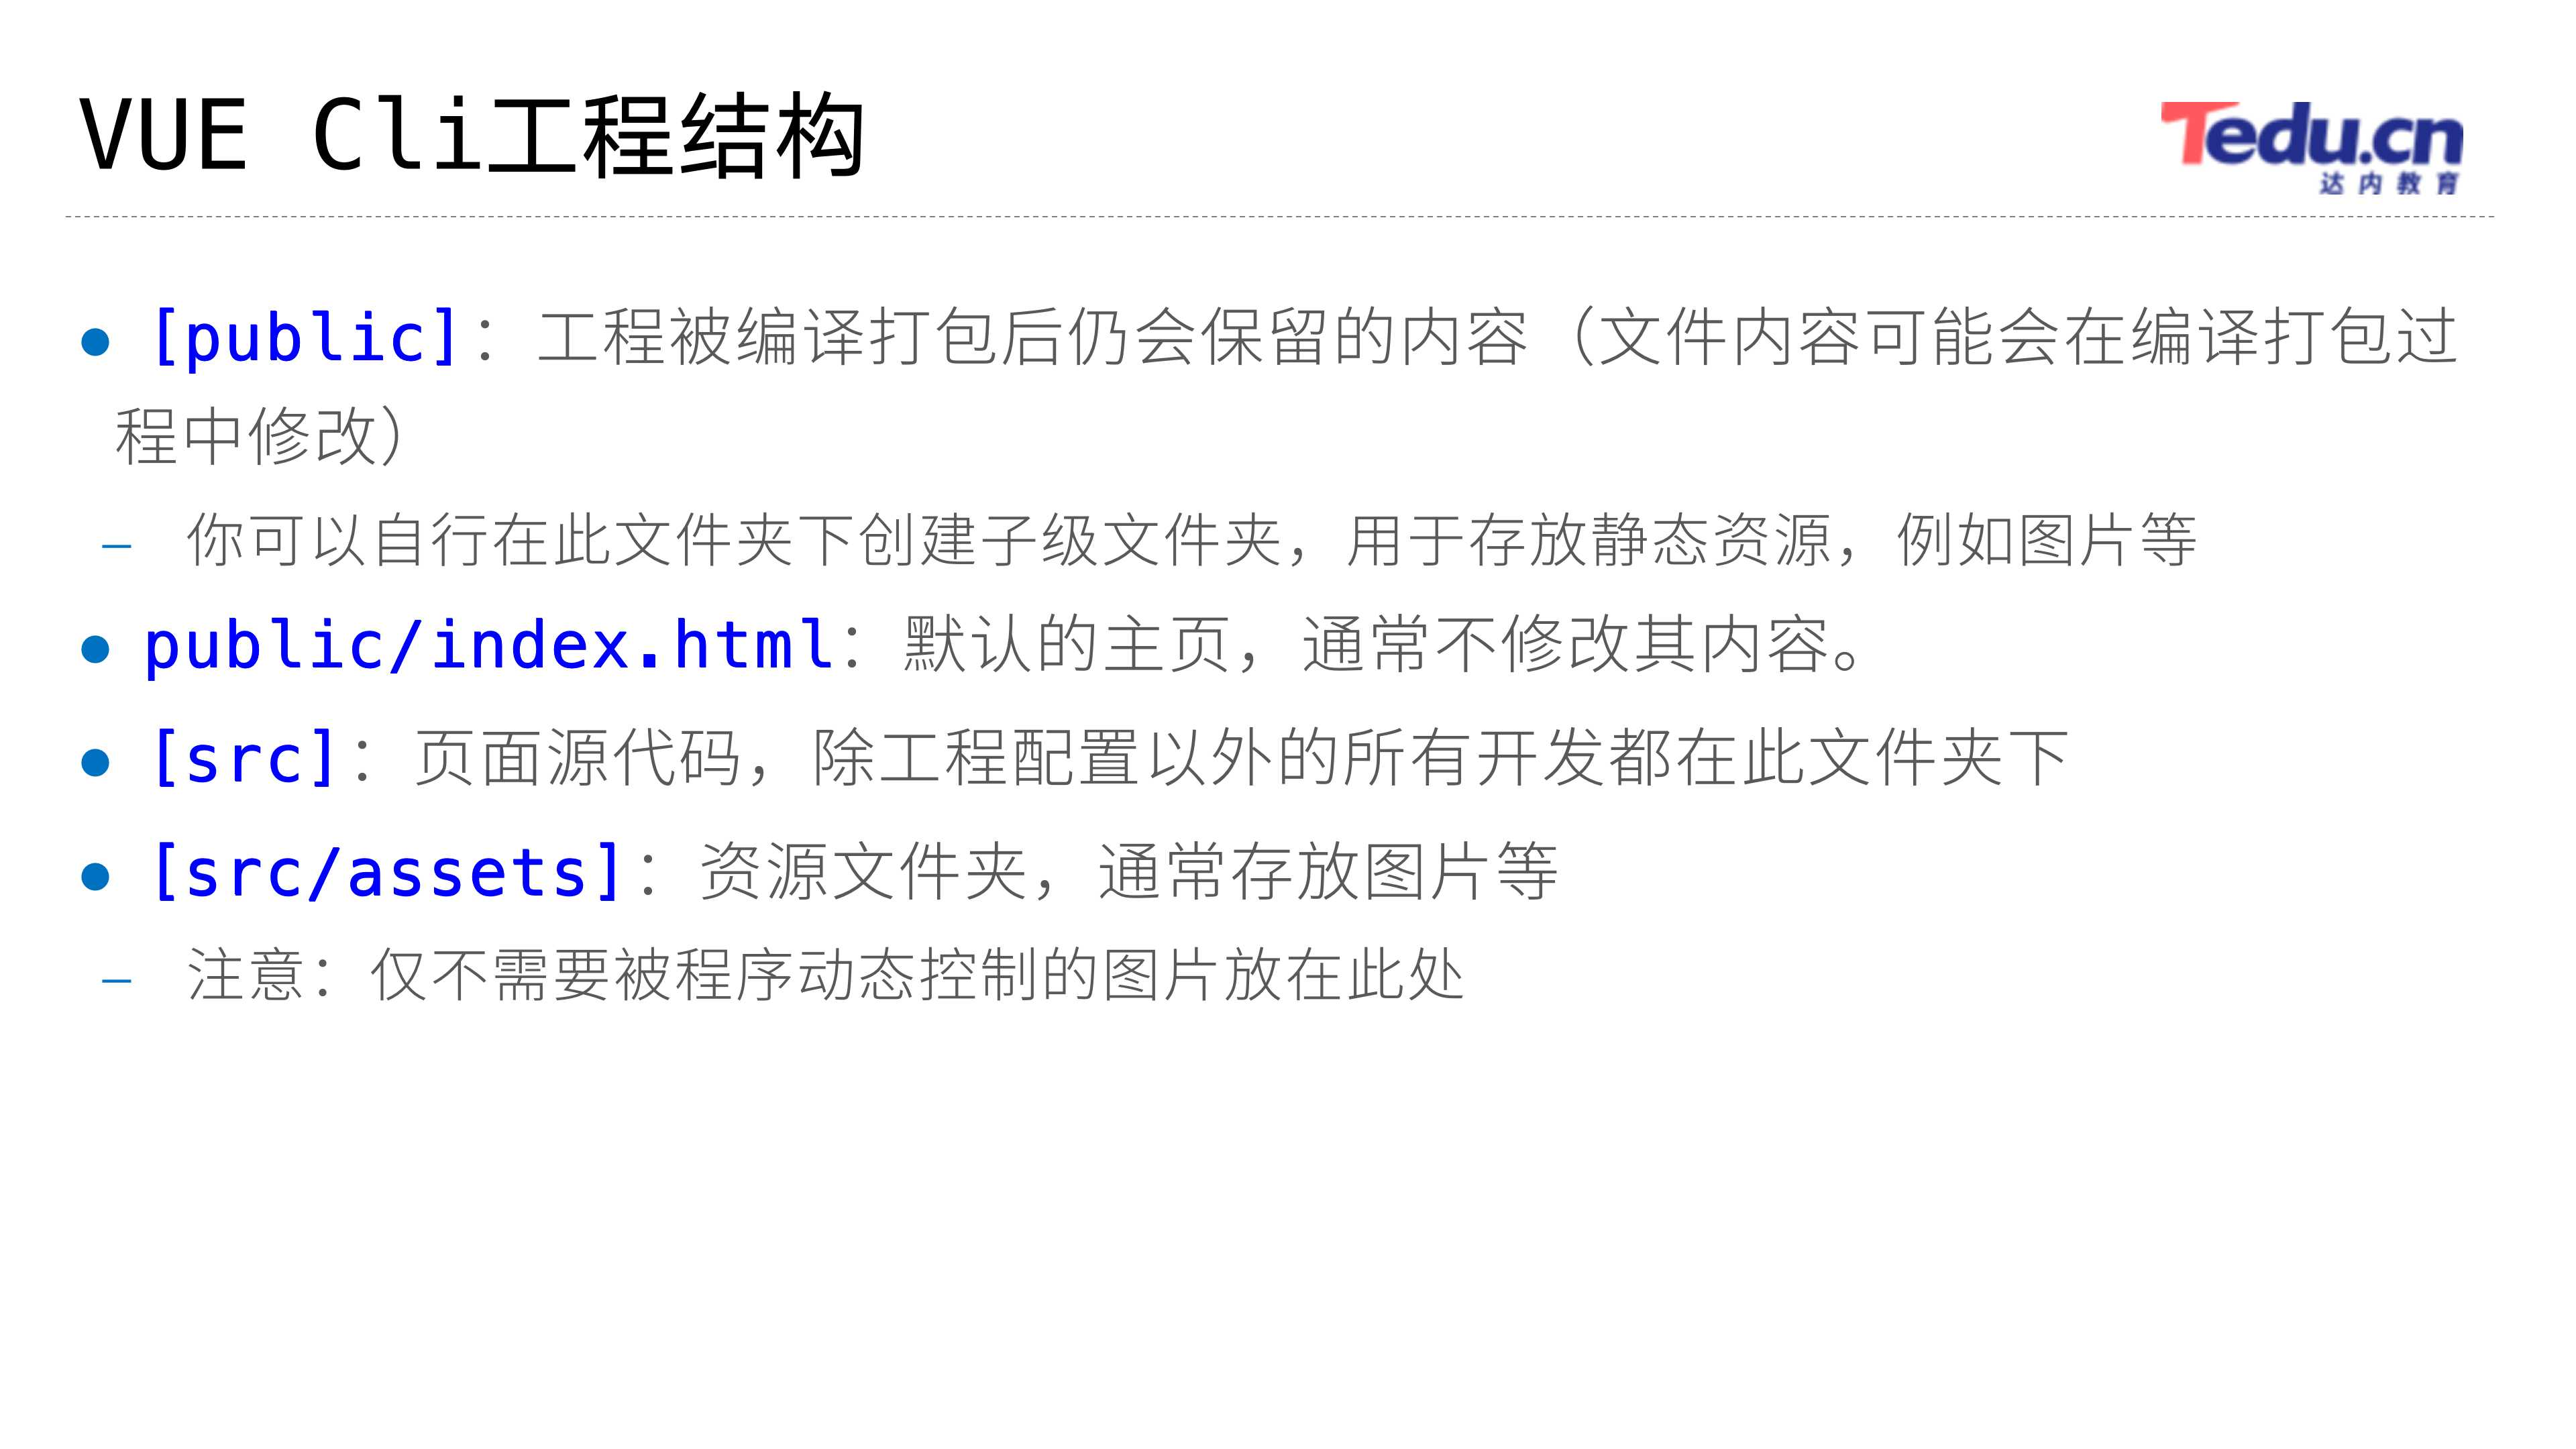 VUE Cli工程结构
Tedu.cn
达内教育
● [public]：工程被编译打包后仍会保留的内容（文件内容可能会在编译打包过
程中修改）
– 你可以自行在此文件夹下创建子级文件夹，用于存放静态资源，例如图片等
● public/index.html：默认的主页，通常不修改其内容。
● [src]：页面源代码，除工程配置以外的所有开发都在此文件夹下
● [src/assets]：资源文件夹，通常存放图片等
– 注意：仅不需要被程序动态控制的图片放在此处